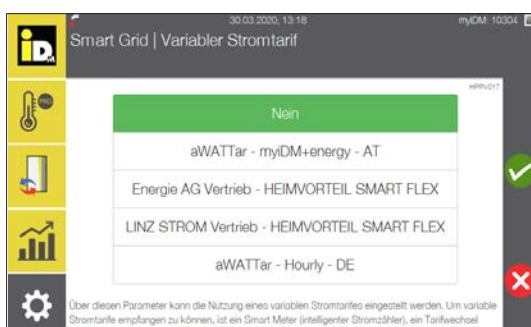 30.03.2020, 13:18
myiDM: 10304
iDM
Smart Grid | Variabler Stromtarif
HPPV017
PRO
Nein
aWATTar - myiDM+energy - AT
Energie AG Vertrieb - HEIMVORTEIL SMART FLEX
LINZ STROM Vertrieb - HEIMVORTEIL SMART FLEX
aWATTar - Hourly - DE
Über diesen Parameter kann die Nutzung eines variablen Stromtarifes eingestellt werden. Um variable
Stromtarife empfangen zu können, ist ein Smart Meter (intelligenter Stromzähler), ein Tarifwechsel